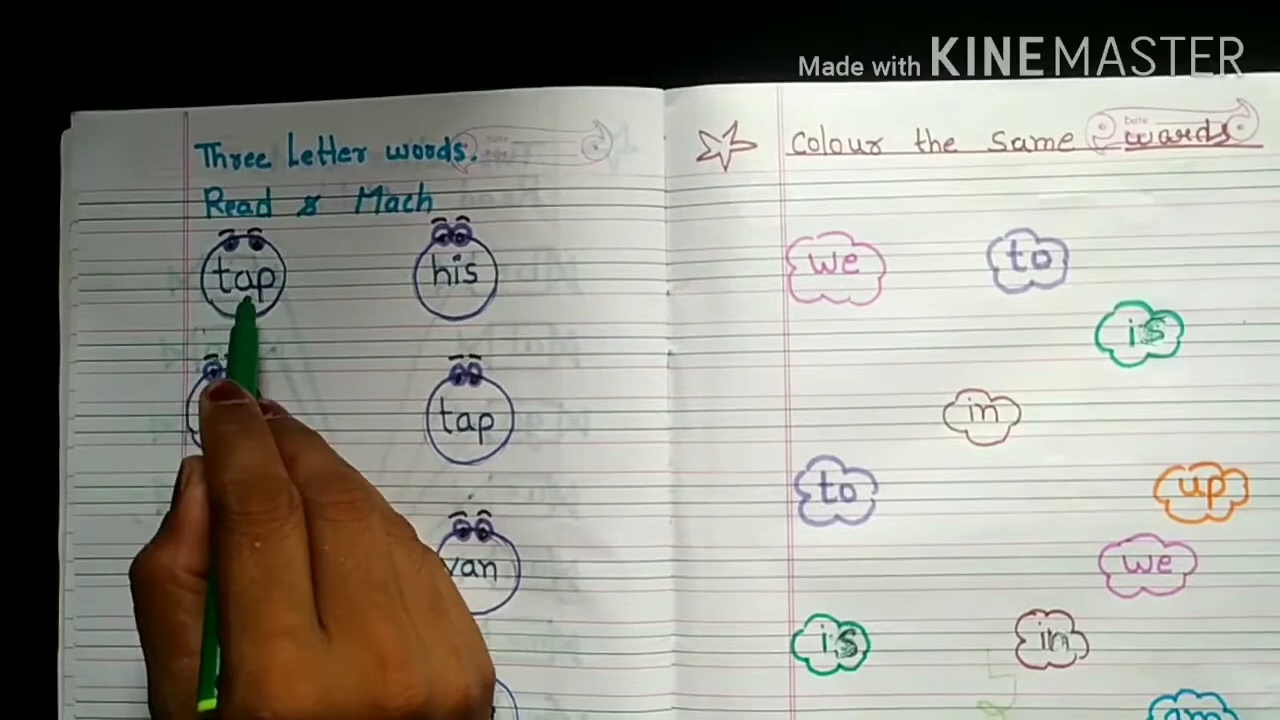 Made with KINEMASTER
Three Letter words.
Read & Mach
tap his
tap
van
Colour the same words
we to
is
in
to up
we
is in
am